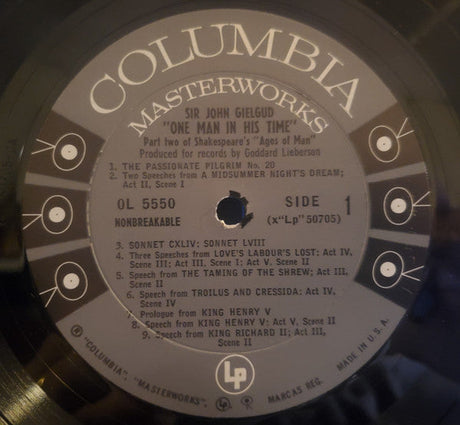 COLUMBIA
MASTERWORKS
SIR JOHN GIELGUD
"ONE MAN IN HIS TIME"
Part two of Shakespeare's "Ages of Man"
Produced for records by Goddard Lieberson
1. THE PASSIONATE PILGRIM No. 20
2. Two Speeches from A MIDSUMMER NIGHT'S DREAM;
Act II, Scene I
OL 5550
NONBREAKABLE
SIDE 1
(x"Lp" 50705)
3. SONNET CXLIV: SONNET LVIII
4. Three Speeches from LOVE'S LABOUR'S LOST: Act IV,
Scene III; Act III, Scene I; Act V, Scene II
5. Speech from THE TAMING OF THE SHREW; Act III,
Scene II
6. Speech from TROILUS AND CRESSIDA: Act IV,
Scene IV
7. Prologue from KING HENRY V
8. Speech from KING HENRY V: Act V, Scene II
9. Speech from KING RICHARD II; Act III,
Scene II
Lp
® "COLUMBIA", "MASTERWORKS", MARCAS REG. MADE IN U.S.A.